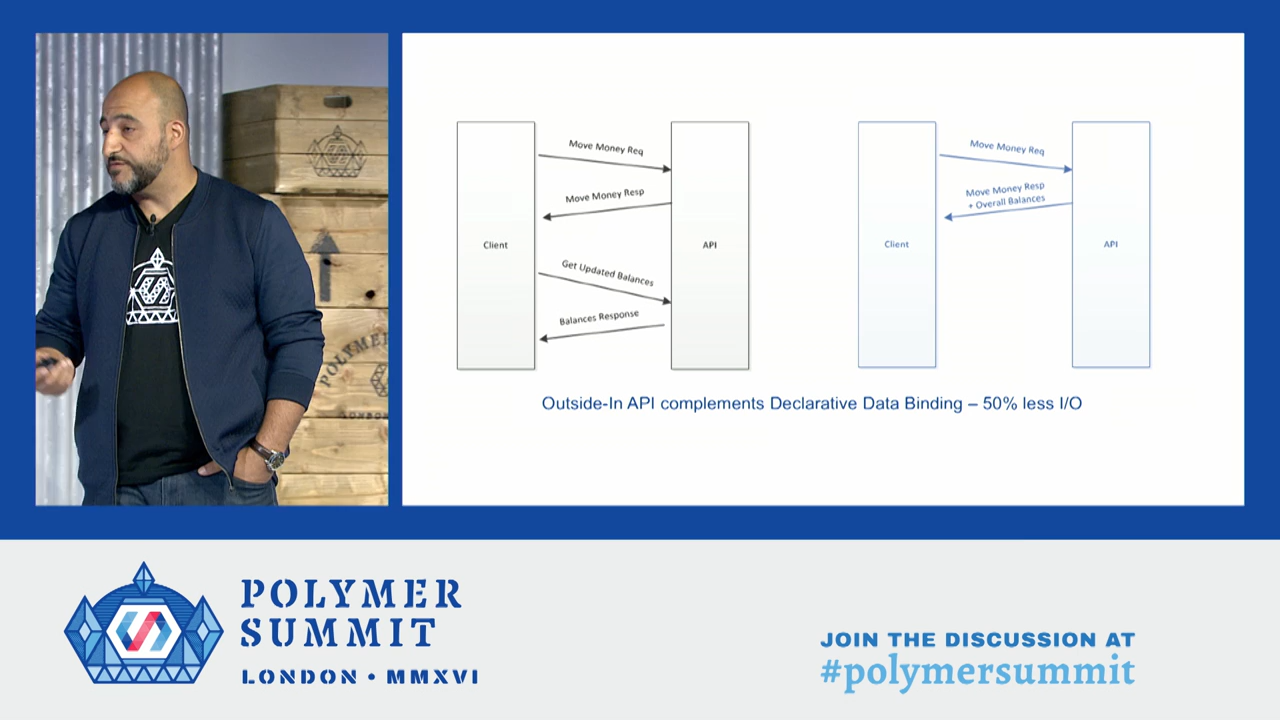 POLYMER
LONDON
Move Money Req
Move Money Resp
Client
API
Get Updated Balances
Balances Response
Move Money Req
Move Money Resp
+ Overall Balances
Client
API
Outside-In API complements Declarative Data Binding – 50% less I/O
POLYMER
SUMMIT
LONDON • MMXVI
JOIN THE DISCUSSION AT
#polymersummit